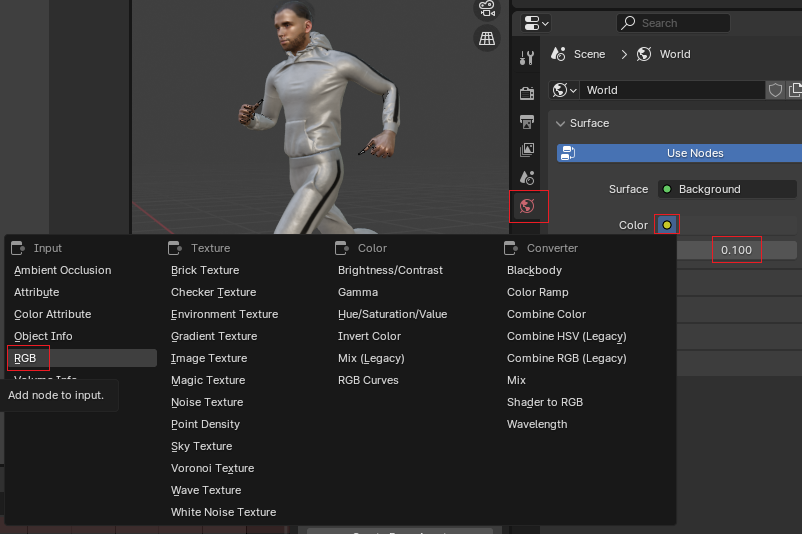 Search
Scene
World
World
Surface
Use Nodes
Surface
Background
Color
0.100
Input
Ambient Occlusion
Attribute
Color Attribute
Object Info
RGB
Volume Info
Add node to input.
Texture
Brick Texture
Checker Texture
Environment Texture
Gradient Texture
Image Texture
Magic Texture
Noise Texture
Point Density
Sky Texture
Voronoi Texture
Wave Texture
White Noise Texture
Color
Brightness/Contrast
Gamma
Hue/Saturation/Value
Invert Color
Mix (Legacy)
RGB Curves
Converter
Blackbody
Color Ramp
Combine Color
Combine HSV (Legacy)
Combine RGB (Legacy)
Mix
Shader to RGB
Wavelength